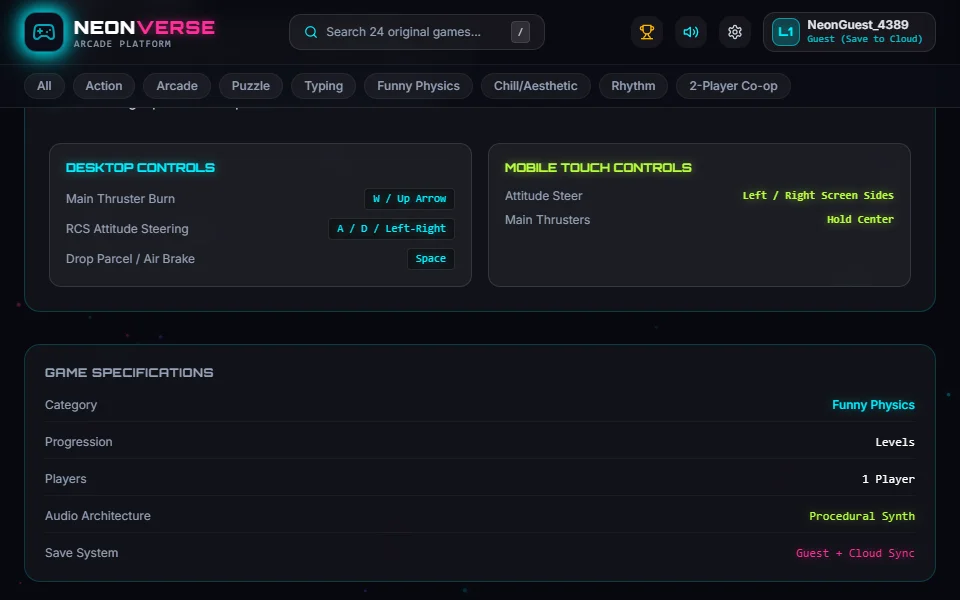 NEONVERSE
ARCADE PLATFORM
Search 24 original games...
/
L1
NeonGuest_4389
Guest (Save to Cloud)
All
Action
Arcade
Puzzle
Typing
Funny Physics
Chill/Aesthetic
Rhythm
2-Player Co-op
DESKTOP CONTROLS
Main Thruster Burn
W / Up Arrow
RCS Attitude Steering
A / D / Left-Right
Drop Parcel / Air Brake
Space
MOBILE TOUCH CONTROLS
Attitude Steer
Left / Right Screen Sides
Main Thrusters
Hold Center
GAME SPECIFICATIONS
Category
Funny Physics
Progression
Levels
Players
1 Player
Audio Architecture
Procedural Synth
Save System
Guest + Cloud Sync